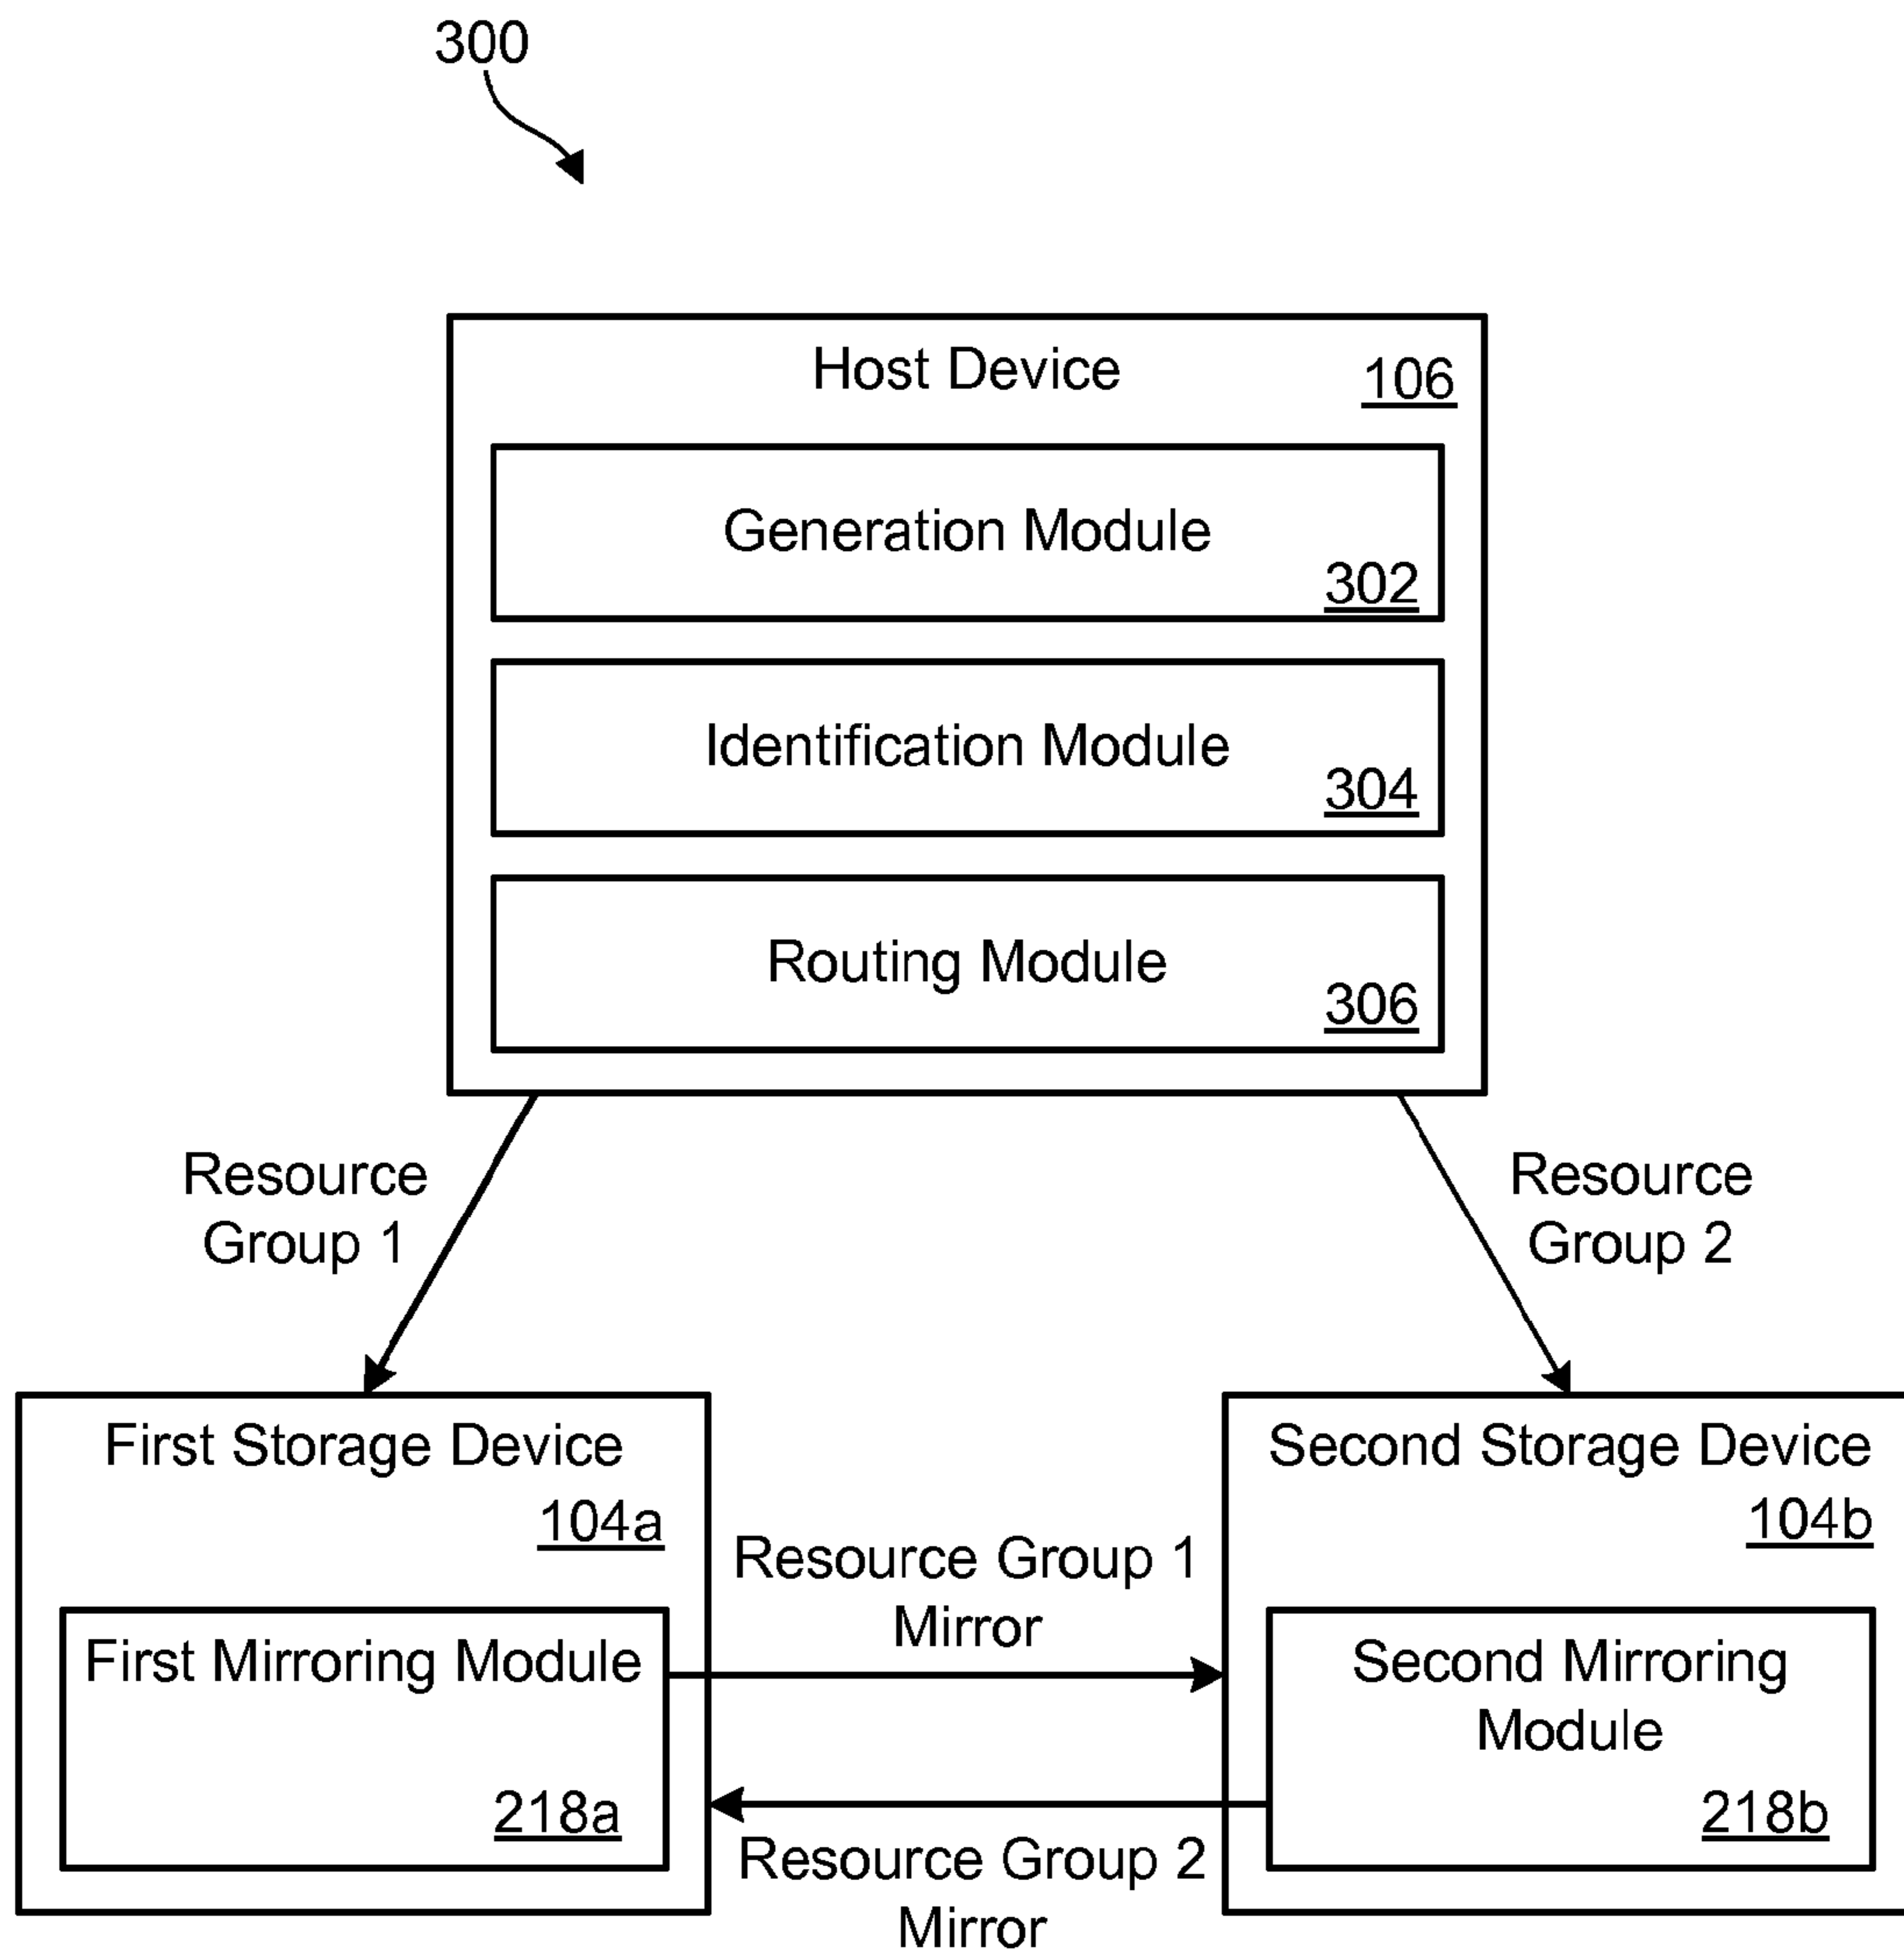 300
Host Device
106
Generation Module
302
Identification Module
304
Routing Module
306
Resource
Group 1
Resource
Group 2
First Storage Device
104a
First Mirroring Module
218a
Resource Group 1
Mirror
Resource Group 2
Mirror
Second Storage Device
104b
Second Mirroring
Module
218b